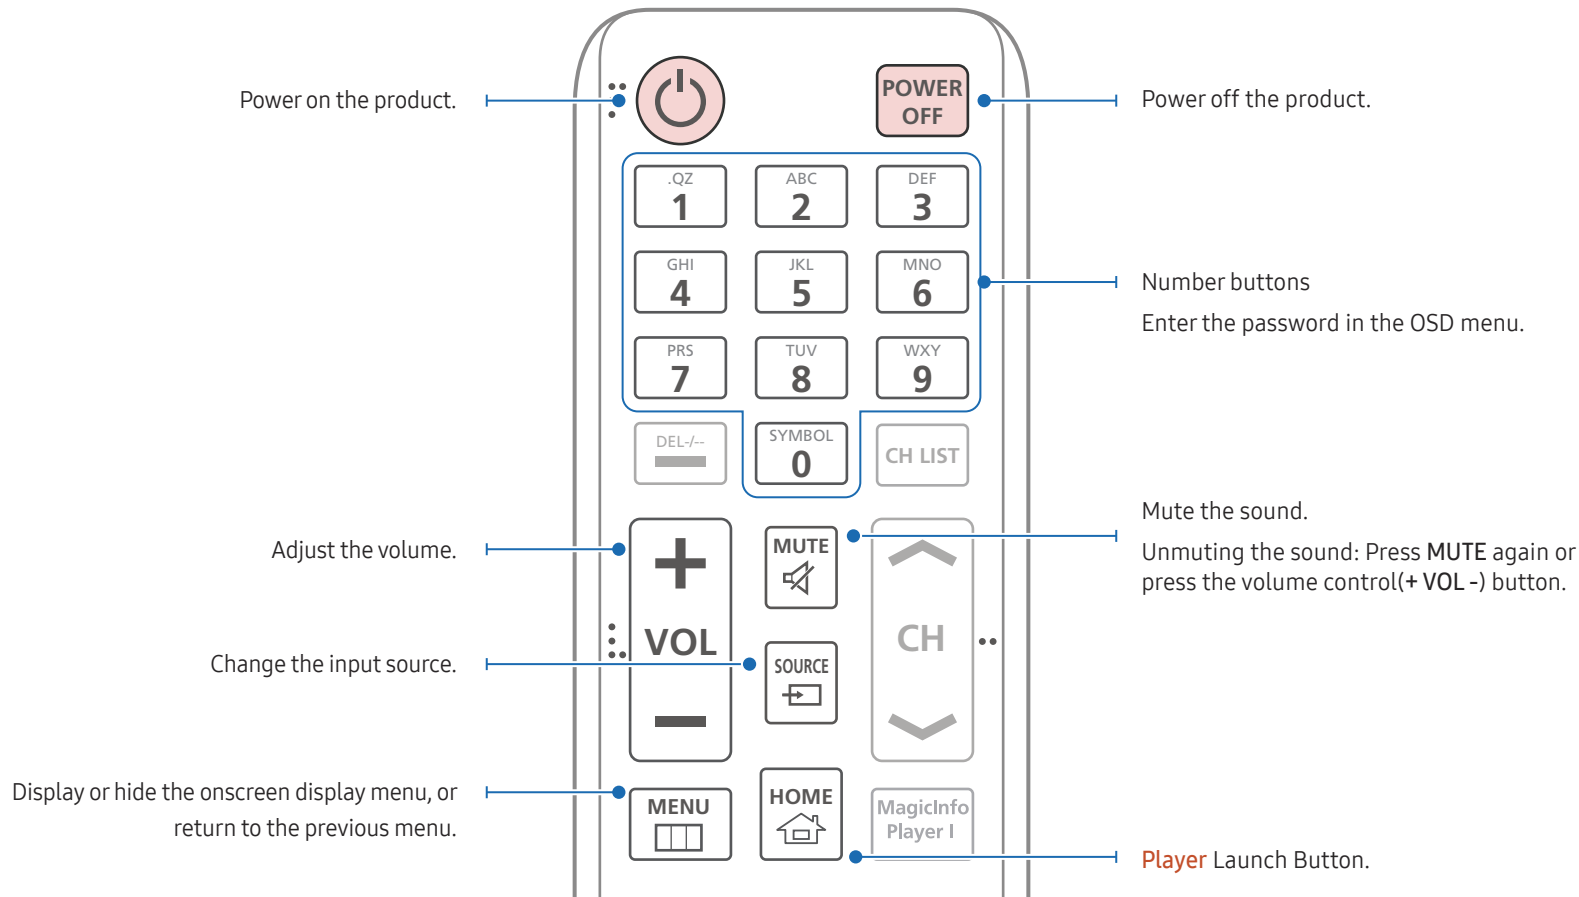 Power on the product.
POWER
OFF
Power off the product.
.QZ
1
ABC
2
DEF
3
GHI
4
JKL
5
MNO
6
Number buttons
Enter the password in the OSD menu.
PRS
7
TUV
8
WXY
9
DEL-/--
SYMBOL
0
CH LIST
Adjust the volume.
+
VOL
—
MUTE
CH
Mute the sound.
Unmuting the sound: Press MUTE again or
press the volume control(+ VOL -) button.
Change the input source.
SOURCE
Display or hide the onscreen display menu, or
return to the previous menu.
MENU
HOME
MagicInfo
Player I
Player Launch Button.